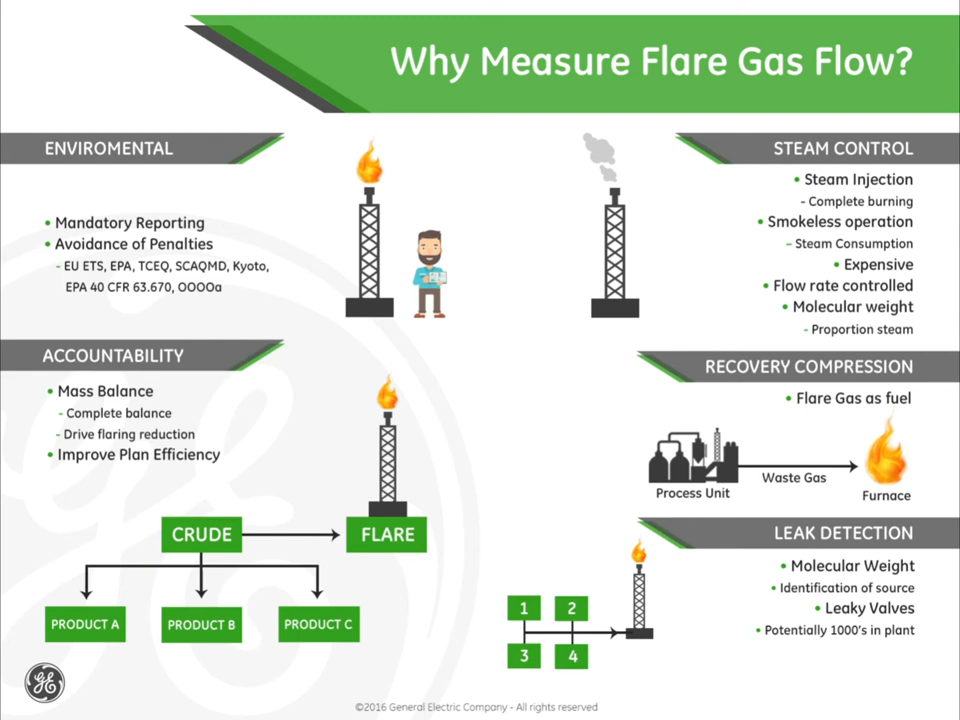 Why Measure Flare Gas Flow?
ENVIROMENTAL
• Mandatory Reporting
• Avoidance of Penalties
- EU ETS, EPA, TCEQ, SCAQMD, Kyoto,
EPA 40 CFR 63.670, OOOOa
STEAM CONTROL
• Steam Injection
- Complete burning
• Smokeless operation
- Steam Consumption
• Expensive
• Flow rate controlled
• Molecular weight
- Proportion steam
ACCOUNTABILITY
• Mass Balance
- Complete balance
- Drive flaring reduction
• Improve Plan Efficiency
CRUDE
FLARE
PRODUCT A
PRODUCT B
PRODUCT C
RECOVERY COMPRESSION
• Flare Gas as fuel
Process Unit
Waste Gas
Furnace
LEAK DETECTION
• Molecular Weight
• Identification of source
• Leaky Valves
• Potentially 1000's in plant
1 2
3 4
GE
©2016 General Electric Company - All rights reserved